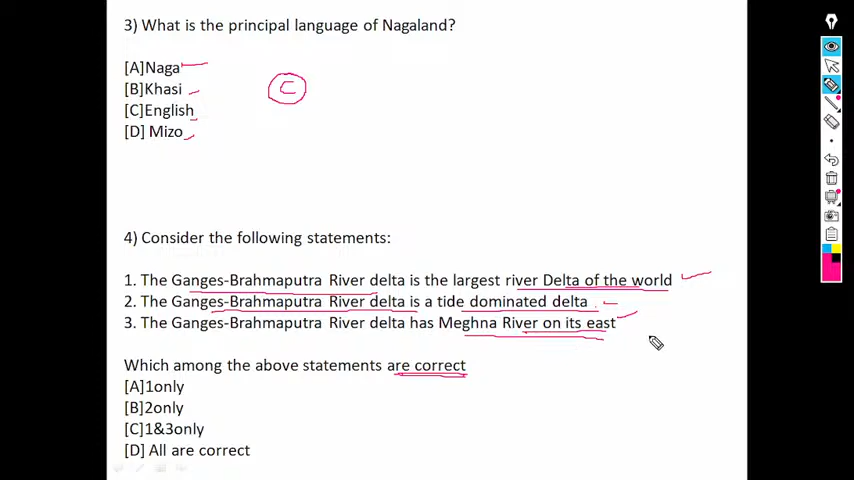 3) What is the principal language of Nagaland?
[A]Naga
[B]Khasi
C
[C]English
[D] Mizo
4) Consider the following statements:
1. The Ganges-Brahmaputra River delta is the largest river Delta of the world
2. The Ganges-Brahmaputra River delta is a tide dominated delta .
3. The Ganges-Brahmaputra River delta has Meghna River on its east
Which among the above statements are correct
[A]1only
[B]2only
[C]1&3only
[D] All are correct